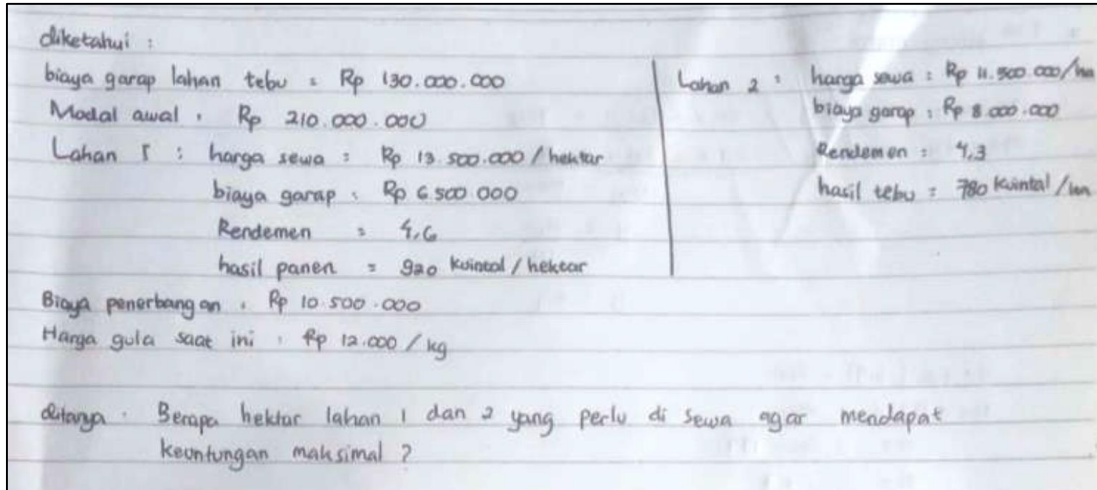 diketahui :
biaya garap lahan tebu = Rp 130.000.000
Modal awal : Rp 210.000.000
Lahan I : harga sewa = Rp 13 500.000 / hektar
biaya garap : Rp 6 500 000
Rendemen = 4,6
hasil panen = 920 kuintal / hektar
Lahan 2 : harga sewa : Rp 11.500 000/ha
biaya garap : Rp 8 000.000
Rendemen : 4,3
hasil tebu = 780 kuintal /ha
Biaya penerbangan : Rp 10 500.000
Harga gula saat ini : Rp 12.000 / kg
ditanya : Berapa hektar lahan 1 dan 2 yang perlu di sewa agar mendapat
keuntungan maksimal ?